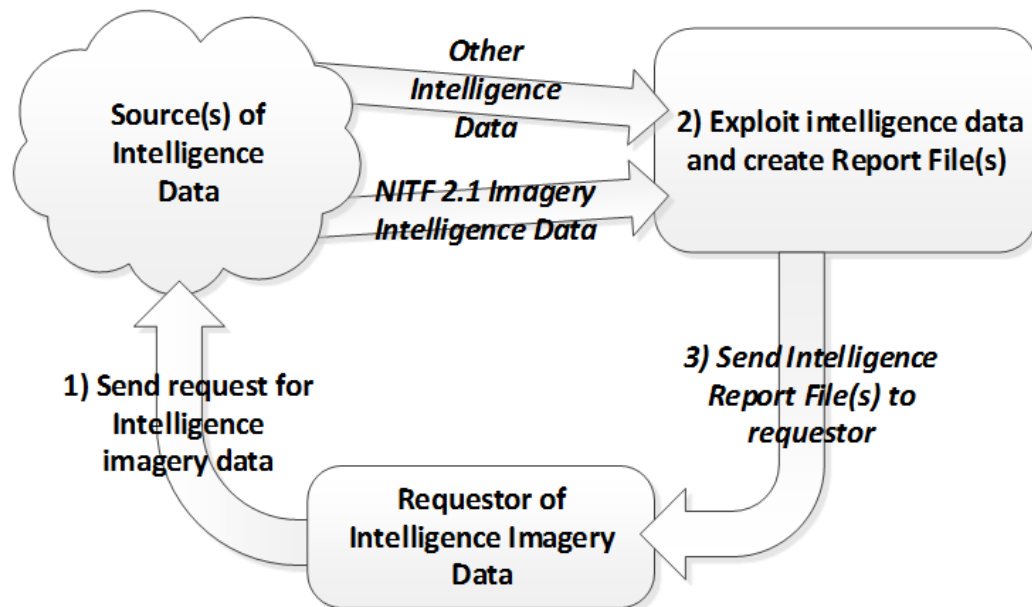 Source(s) of
Intelligence
Data
Other
Intelligence
Data
NITF 2.1 Imagery
Intelligence Data
2) Exploit intelligence data
and create Report File(s)
3) Send Intelligence
Report File(s) to
requestor
Requestor of
Intelligence Imagery
Data
1) Send request for
Intelligence
imagery data